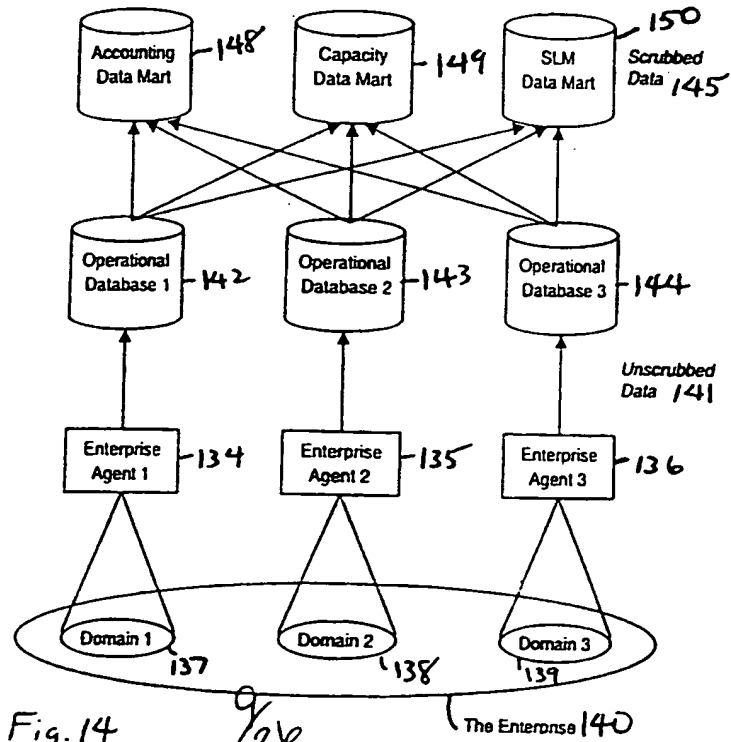 Accounting
Data Mart
148
Capacity
Data Mart
149
SLM
Data Mart
150
Scrubbed
Data 145
Operational
Database 1
142
Operational
Database 2
143
Operational
Database 3
144
Unscrubbed
Data 141
Enterprise
Agent 1
134
Enterprise
Agent 2
135
Enterprise
Agent 3
136
Domain 1
137
Domain 2
138
Domain 3
139
Fig. 14
9/26
The Enterprise 140